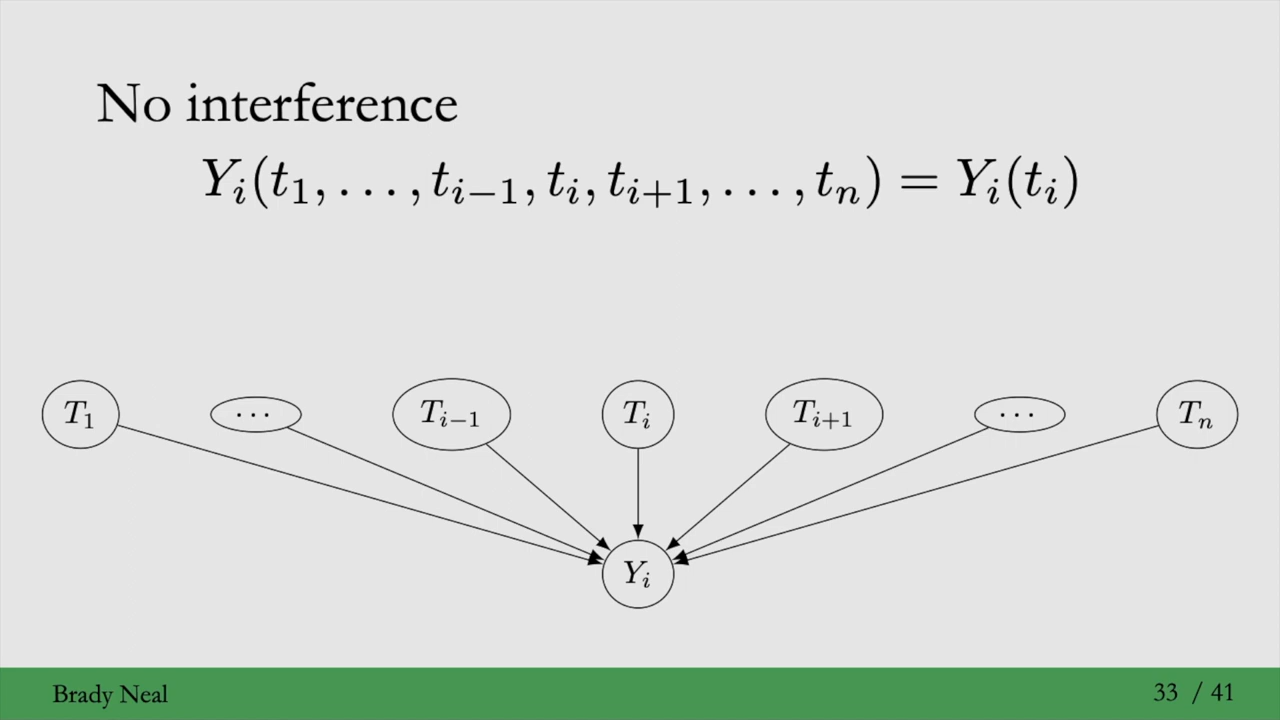 No interference
Yᵢ(t₁, . . . , tᵢ₋₁, tᵢ, tᵢ₊₁, . . . , tₙ) = Yᵢ(tᵢ)
T₁ · · · Tᵢ₋₁ Tᵢ Tᵢ₊₁ · · · Tₙ
Yᵢ
Brady Neal 33 / 41